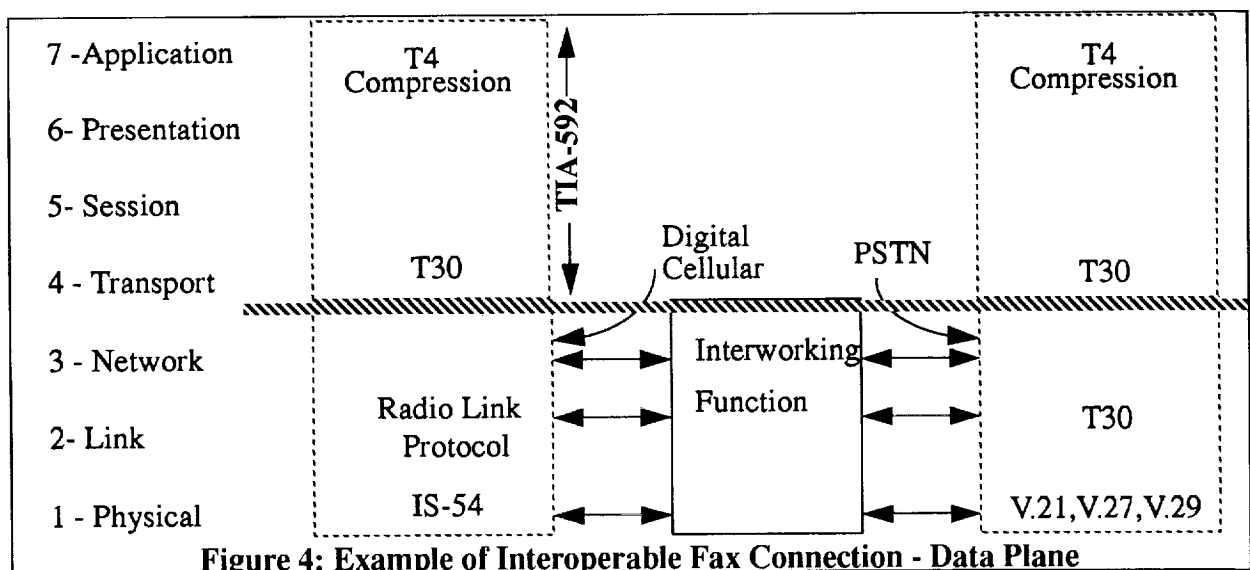 7 -Application
T4
Compression
6- Presentation
5- Session
4 - Transport
T30
TIA-592
Digital
Cellular
PSTN
T4
Compression
T30
3 - Network
2- Link
1 - Physical
Radio Link
Protocol
IS-54
Interworking
Function
T30
V.21,V.27,V.29
Figure 4: Example of Interoperable Fax Connection - Data Plane